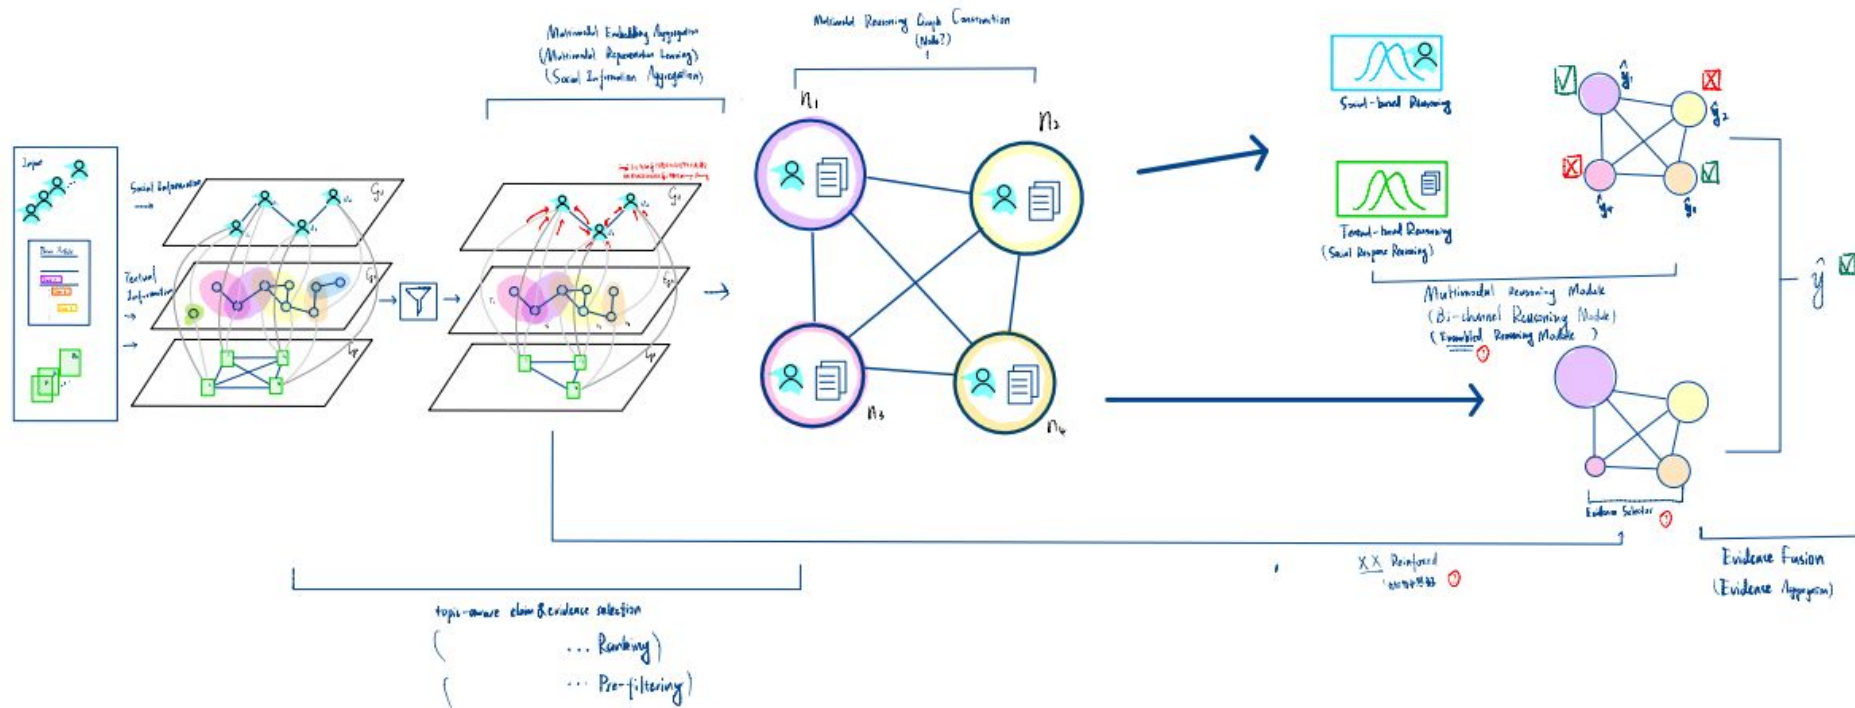 Multimodal Embedding Aggregation
(Multimodal Representation Learning)
(Social Information Aggregation)
Multimodal Reasoning Graph Construction
(Node?)
Input
Social Information
Textual
Information
News Article
G
G
G
G
n₁
n₂
n₃
n₄
Social-based Reasoning
Textual-based Reasoning
(Social Response Reasoning)
Multimodal Reasoning Module
(Bi-channel Reasoning Module)
(Ensembled Reasoning Module)
ŷ₁
ŷ₂
ŷ₃
ŷ₄
ŷ
Evidence Selector
XX Reinforced
Evidence Fusion
(Evidence Aggregation)
topic-aware claim & evidence selection
( ... Ranking)
( ... Pre-filtering)